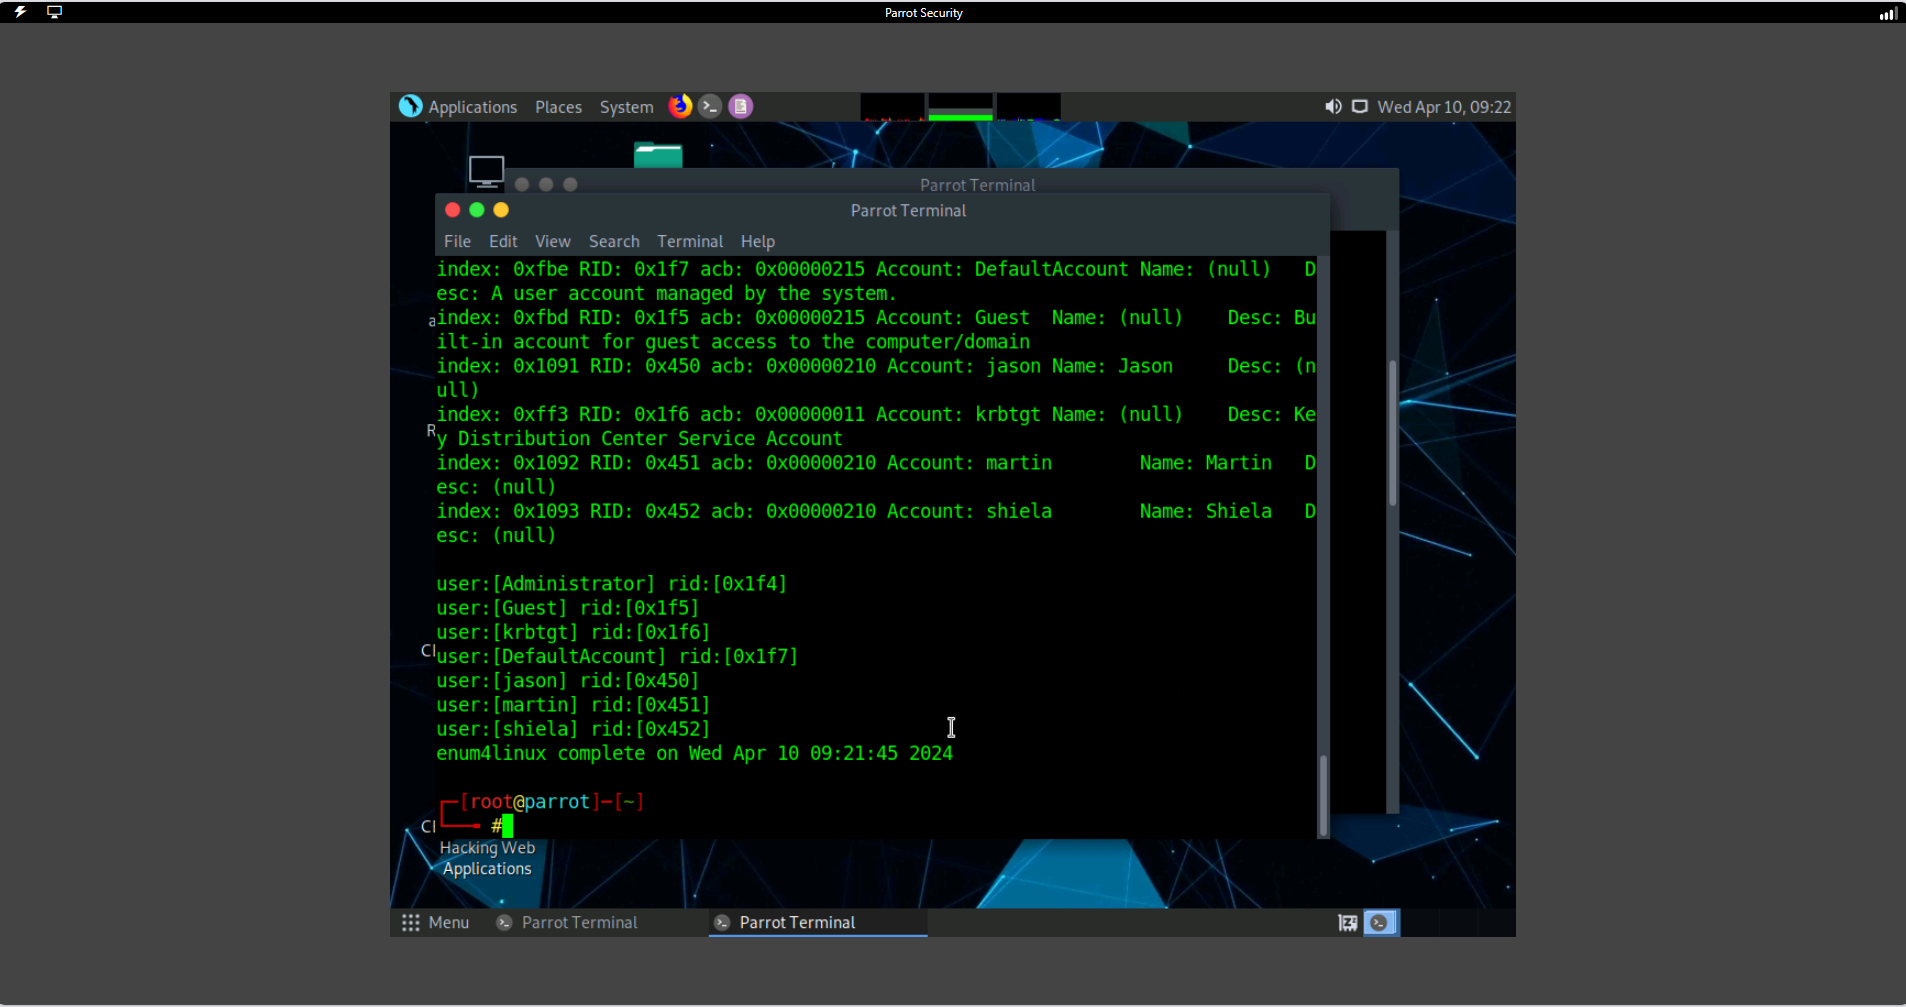 Parrot Security
Applications Places System Wed Apr 10, 09:22
Parrot Terminal
Parrot Terminal
File Edit View Search Terminal Help
index: 0xfbe RID: 0x1f7 acb: 0x00000215 Account: DefaultAccount Name: (null) D
esc: A user account managed by the system.
index: 0xfbd RID: 0x1f5 acb: 0x00000215 Account: Guest Name: (null) Desc: Bu
ilt-in account for guest access to the computer/domain
index: 0x1091 RID: 0x450 acb: 0x00000210 Account: jason Name: Jason Desc: (n
ull)
index: 0xff3 RID: 0x1f6 acb: 0x00000011 Account: krbtgt Name: (null) Desc: Ke
y Distribution Center Service Account
index: 0x1092 RID: 0x451 acb: 0x00000210 Account: martin Name: Martin D
esc: (null)
index: 0x1093 RID: 0x452 acb: 0x00000210 Account: shiela Name: Shiela D
esc: (null)
user:[Administrator] rid:[0x1f4]
user:[Guest] rid:[0x1f5]
user:[krbtgt] rid:[0x1f6]
user:[DefaultAccount] rid:[0x1f7]
user:[jason] rid:[0x450]
user:[martin] rid:[0x451]
user:[shiela] rid:[0x452]
enum4linux complete on Wed Apr 10 09:21:45 2024
[root@parrot]-[~]
#
Hacking Web
Applications
Menu Parrot Terminal Parrot Terminal